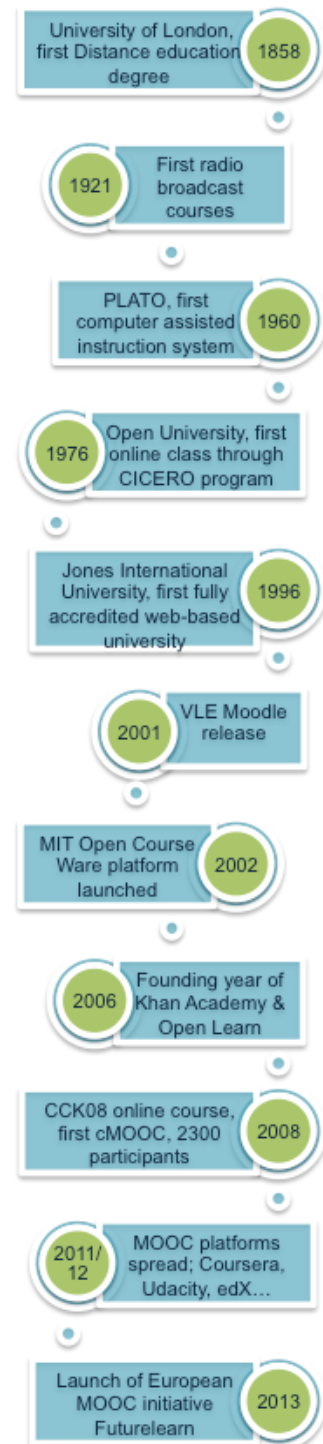 University of London,
first Distance education
degree
1858
1921
First radio
broadcast
courses
PLATO, first
computer assisted
instruction system
1960
1976
Open University, first
online class through
CICERO program
Jones International
University, first fully
accredited web-based
university
1996
2001
VLE Moodle
release
MIT Open Course
Ware platform
launched
2002
2006
Founding year of
Khan Academy &
Open Learn
CCK08 online course,
first cMOOC, 2300
participants
2008
2011/
12
MOOC platforms
spread; Coursera,
Udacity, edX…
Launch of European
MOOC initiative
Futurelearn
2013